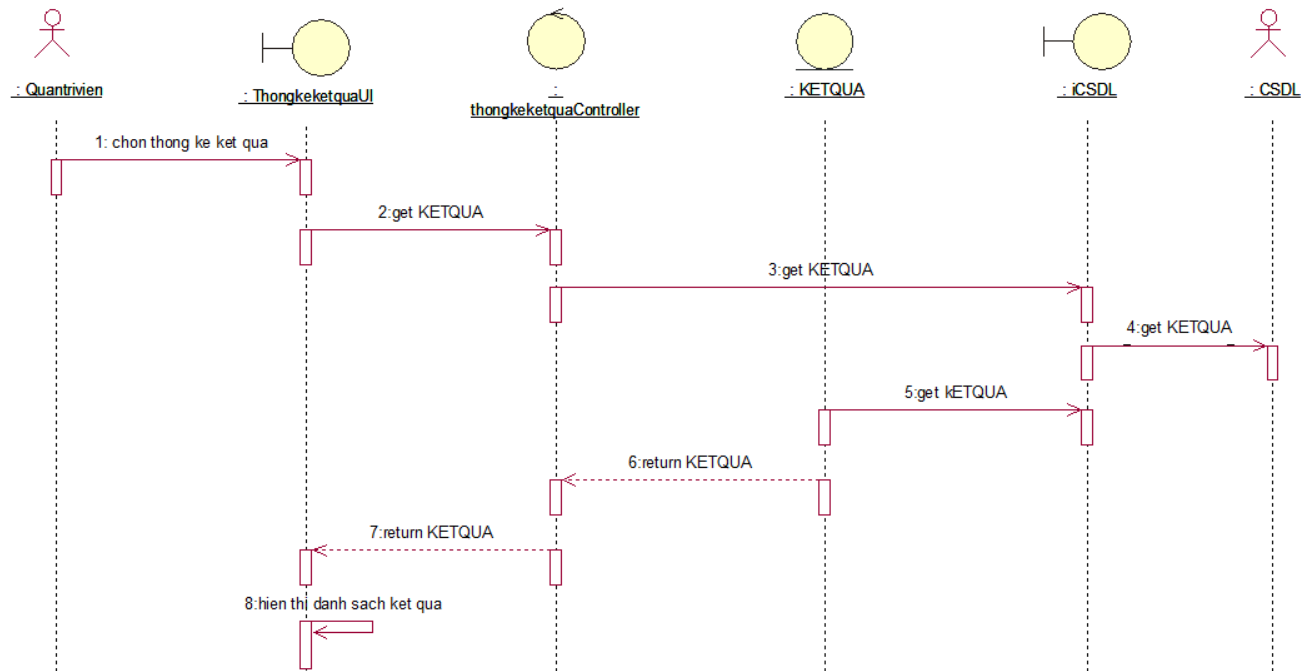 : Quantrivien
: ThongkeketquaUI
:
thongkeketquaController
: KETQUA
: iCSDL
: CSDL
1: chon thong ke ket qua
2:get KETQUA
3:get KETQUA
4:get KETQUA
5:get kETQUA
6:return KETQUA
7:return KETQUA
8:hien thi danh sach ket qua